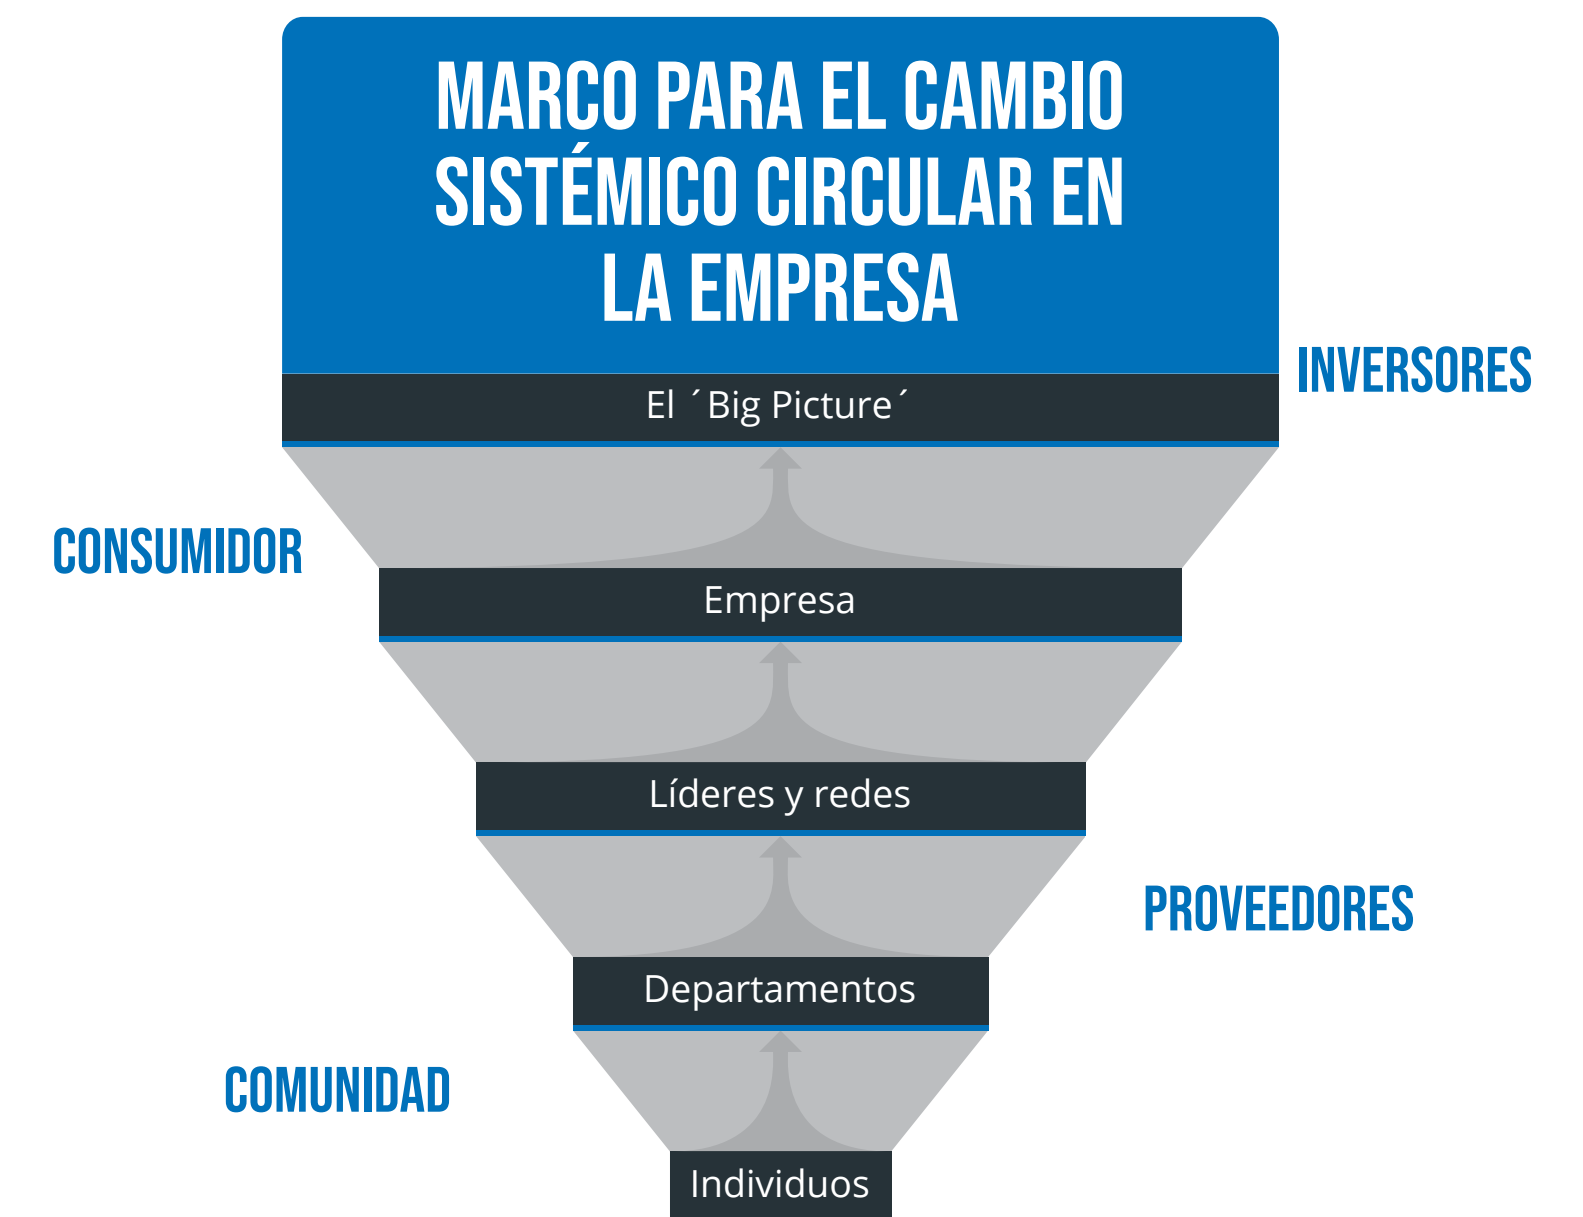 MARCO PARA EL CAMBIO
SISTÉMICO CIRCULAR EN
LA EMPRESA
INVERSORES
El ´Big Picture´
CONSUMIDOR
Empresa
Líderes y redes
PROVEEDORES
Departamentos
COMUNIDAD
Individuos